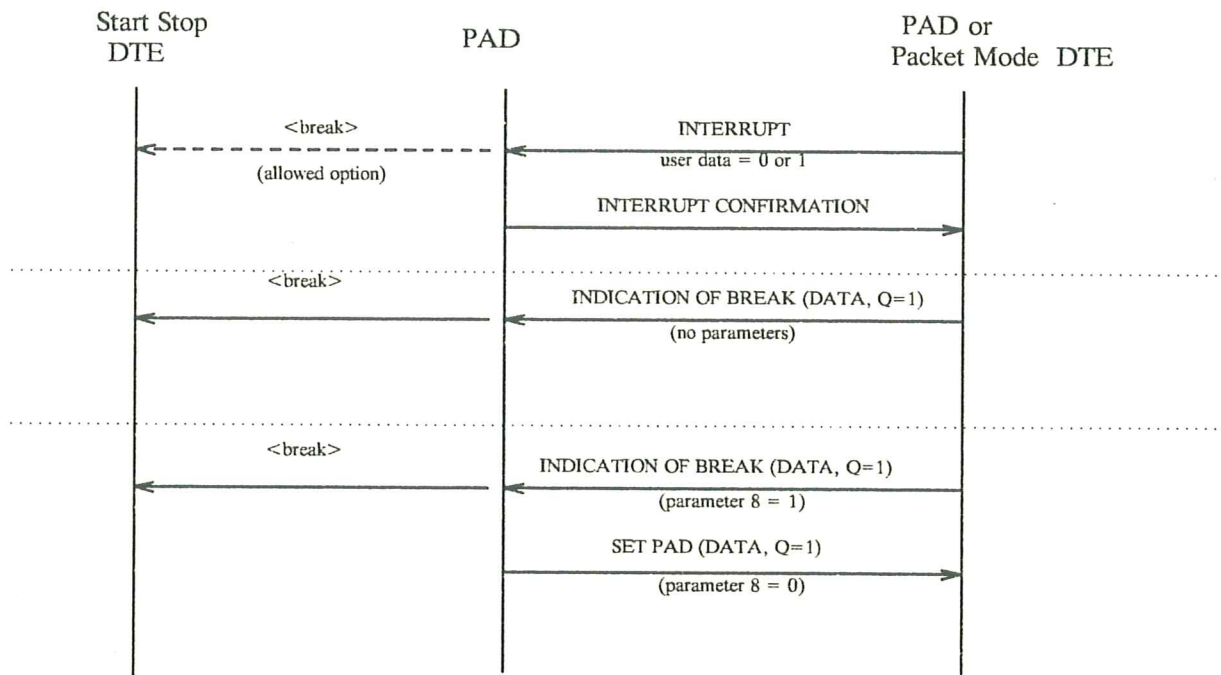 Start Stop
DTE
PAD
PAD or
Packet Mode DTE
<break>
(allowed option)
INTERRUPT
user data = 0 or 1
INTERRUPT CONFIRMATION
<break>
INDICATION OF BREAK (DATA, Q=1)
(no parameters)
<break>
INDICATION OF BREAK (DATA, Q=1)
(parameter 8 = 1)
SET PAD (DATA, Q=1)
(parameter 8 = 0)